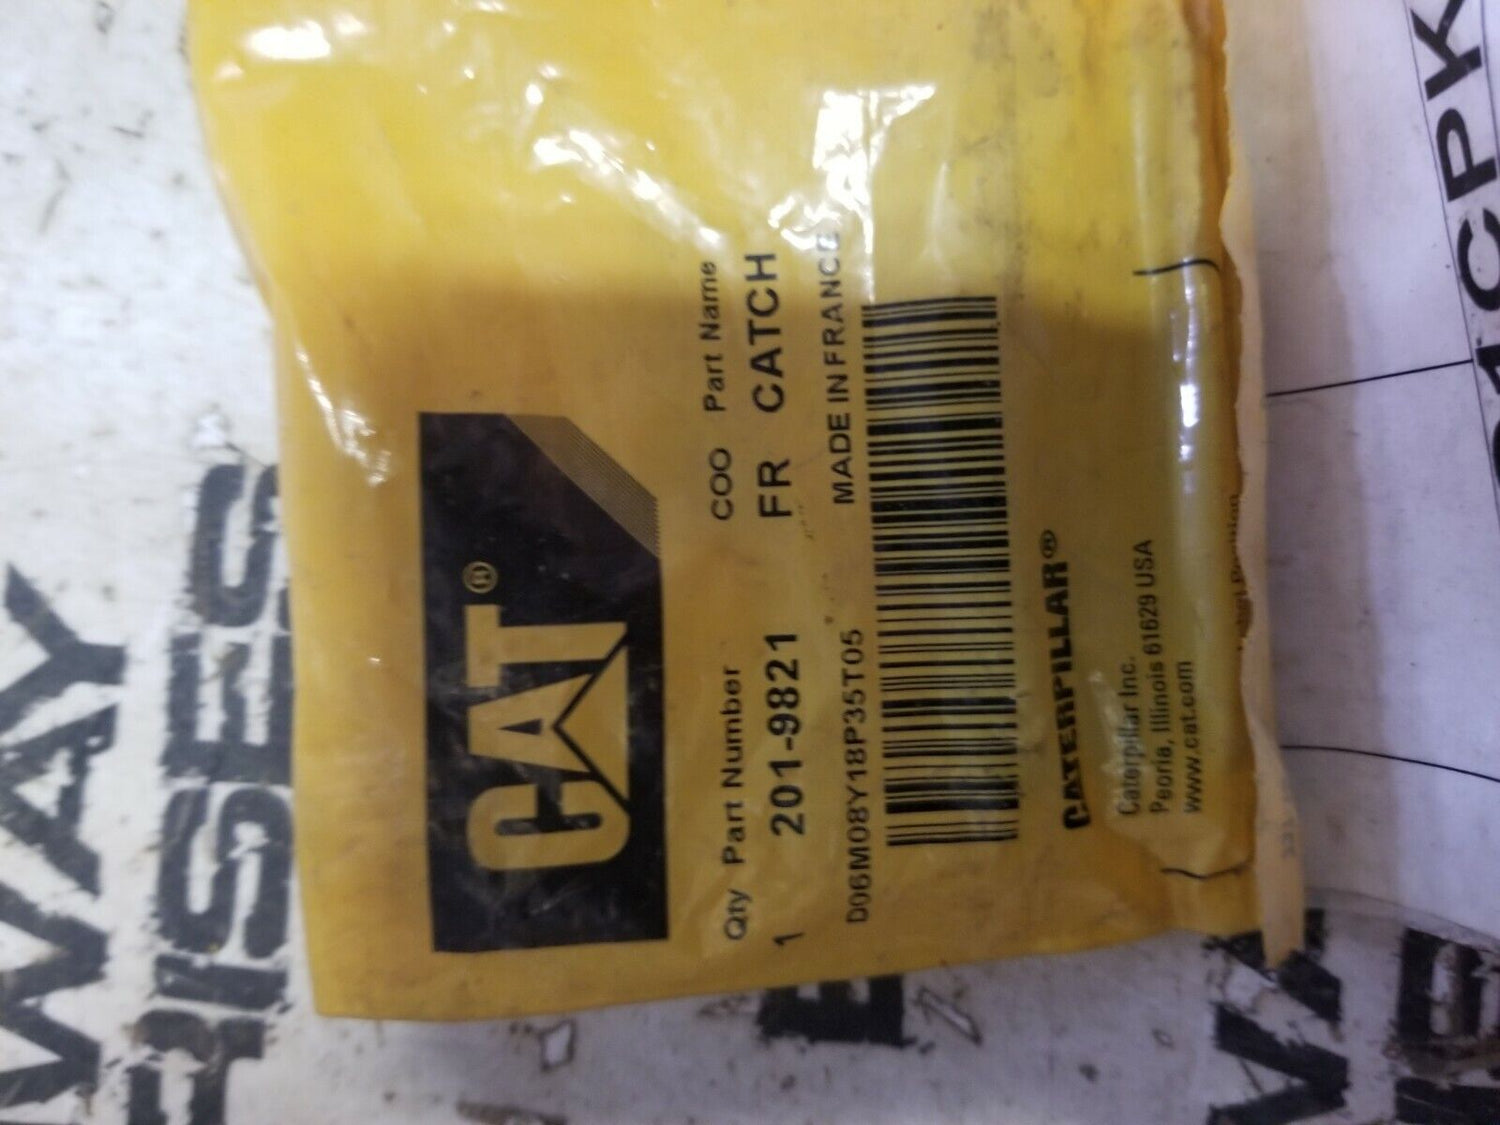 CAT®
Qty Part Number COO Part Name
1 201-9821 FR CATCH
MADE IN FRANCE
D06M08Y18P35T05
CATERPILLAR®
Caterpillar Inc.
Peoria, Illinois 61629 USA
www.cat.com
WAY